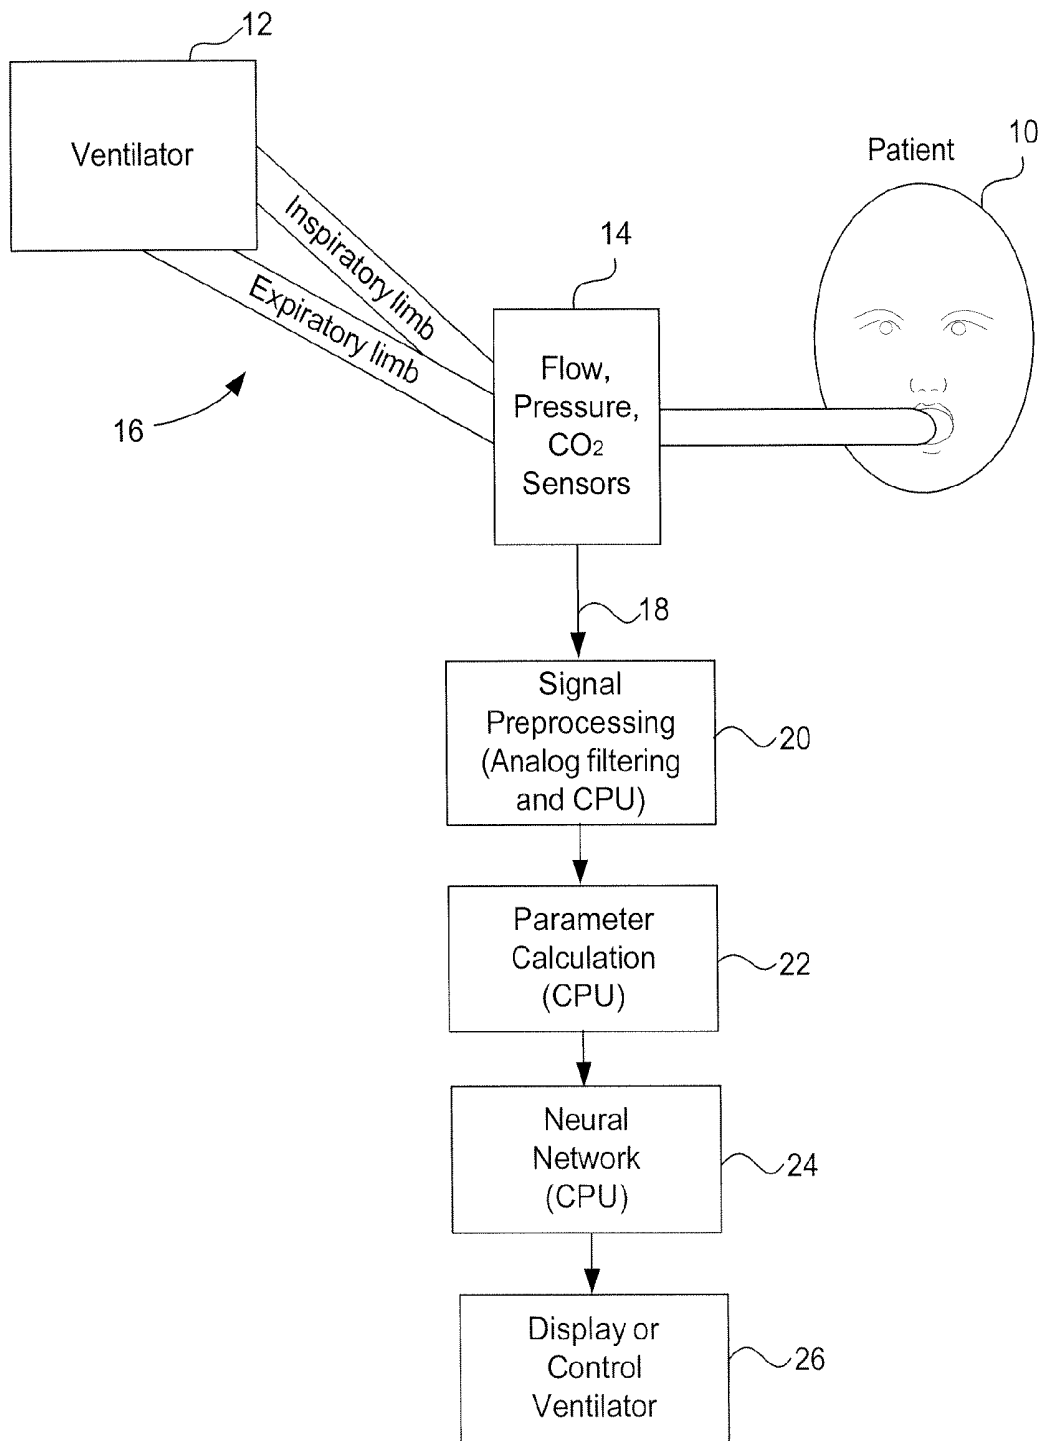 12
Ventilator
Patient
10
Inspiratory limb
Expiratory limb
16
14
Flow,
Pressure,
CO₂
Sensors
18
Signal
Preprocessing
(Analog filtering
and CPU)
20
Parameter
Calculation
(CPU)
22
Neural
Network
(CPU)
24
Display or
Control
Ventilator
26